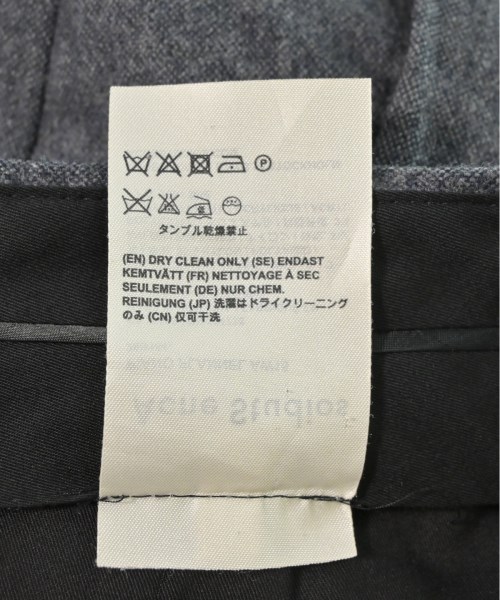 P
タンブル乾燥禁止
(EN) DRY CLEAN ONLY (SE) ENDAST
KEMTVÄTT (FR) NETTOYAGE À SEC
SEULEMENT (DE) NUR CHEM.
REINIGUNG (JP) 洗濯はドライクリーニング
のみ (CN) 仅可干洗
Acne Studios